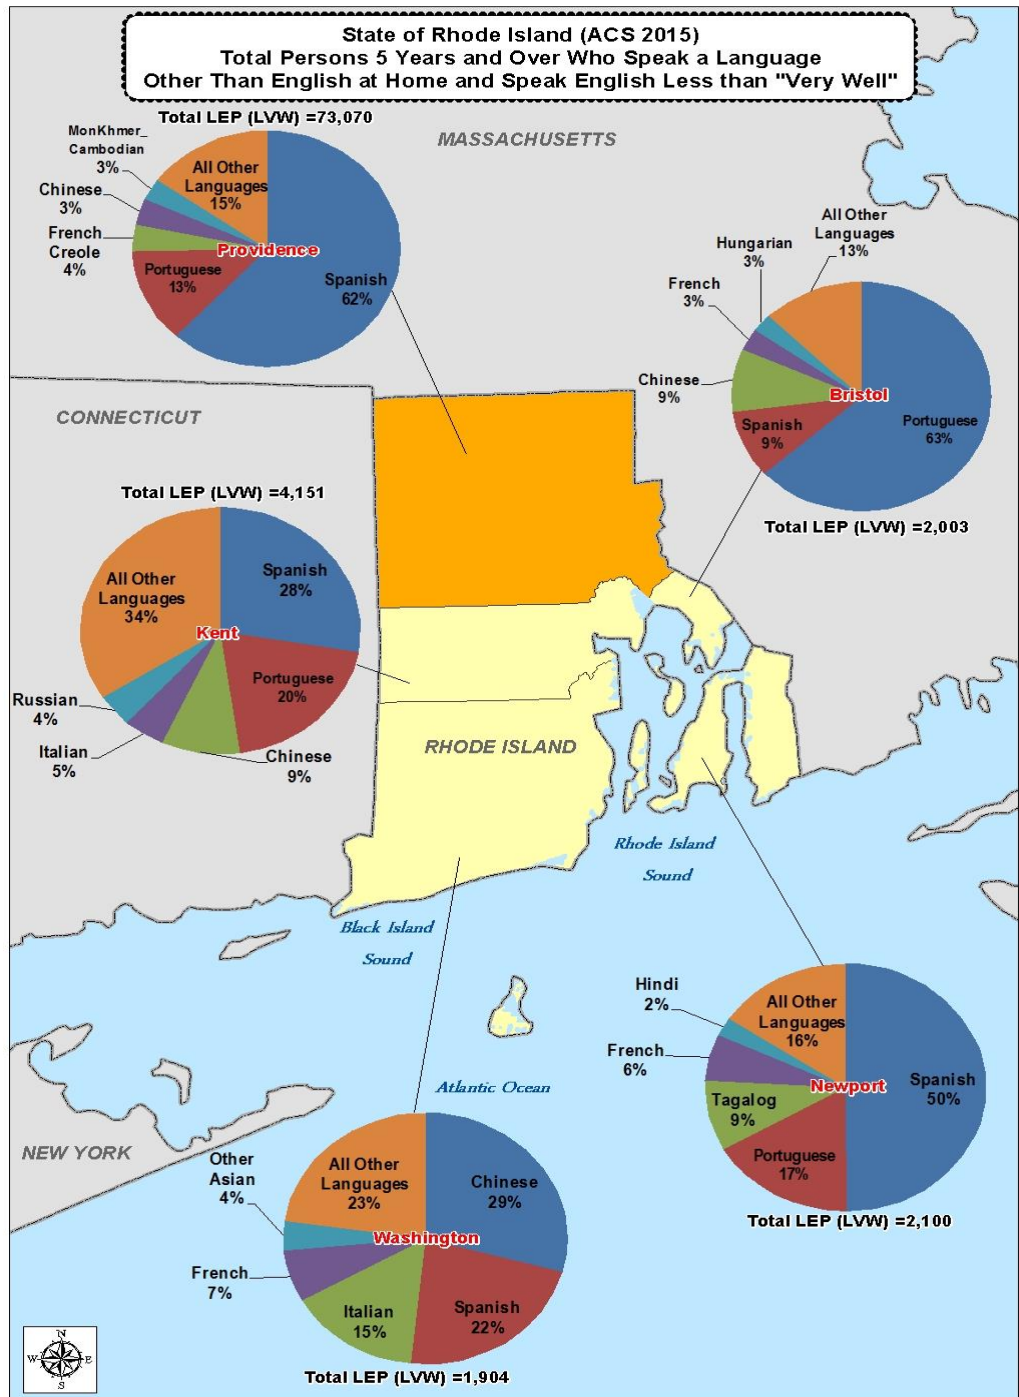 State of Rhode Island (ACS 2015)
Total Persons 5 Years and Over Who Speak a Language
Other Than English at Home and Speak English Less than "Very Well"
Total LEP (LVW) =73,070
MASSACHUSETTS
MonKhmer_
Cambodian
3%
Chinese
3%
French
Creole
4%
All Other
Languages
15%
Providence
Portuguese
13%
Spanish
62%
All Other
Languages
13%
Hungarian
3%
French
3%
Chinese
9%
Spanish
9%
Bristol
Portuguese
63%
Total LEP (LVW) =2,003
CONNECTICUT
Total LEP (LVW) =4,151
All Other
Languages
34%
Spanish
28%
Kent
Portuguese
20%
Russian
4%
Italian
5%
Chinese
9%
RHODE ISLAND
Rhode Island
Sound
Black Island
Sound
Atlantic Ocean
NEW YORK
Hindi
2%
French
6%
Tagalog
9%
All Other
Languages
16%
Newport
Spanish
50%
Portuguese
17%
Total LEP (LVW) =2,100
Other
Asian
4%
French
7%
All Other
Languages
23%
Chinese
29%
Washington
Italian
15%
Spanish
22%
Total LEP (LVW) =1,904
N
W E
S